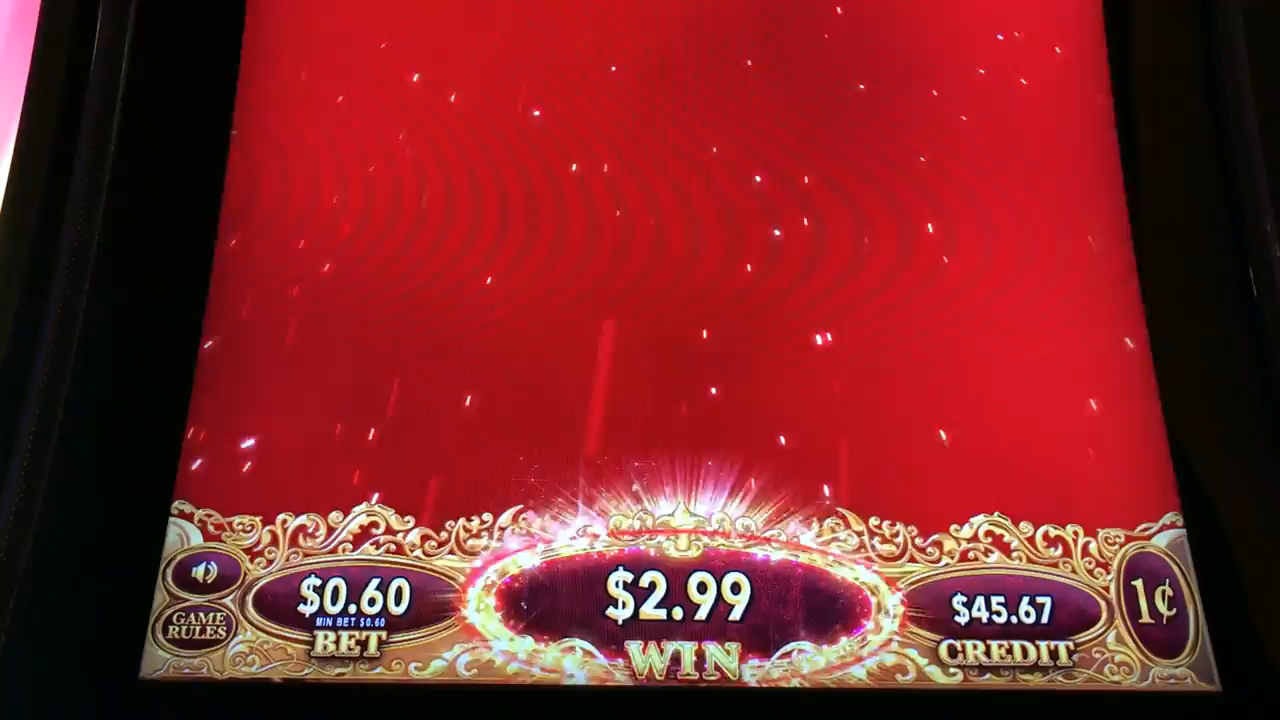 $0.60
MIN BET $0.60
BET
GAME
RULES
$2.99
WIN
$45.67
CREDIT
1¢